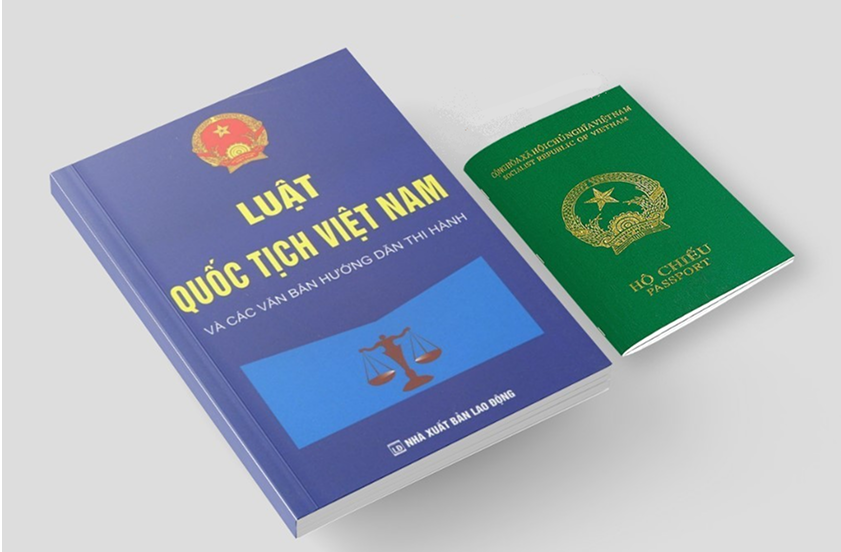 LUẬT
QUỐC TỊCH VIỆT NAM
VÀ CÁC VĂN BẢN HƯỚNG DẪN THI HÀNH
LĐ NHÀ XUẤT BẢN LAO ĐỘNG
CỘNG HÒA XÃ HỘI CHỦ NGHĨA VIỆT NAM
SOCIALIST REPUBLIC OF VIETNAM
HỘ CHIẾU
PASSPORT